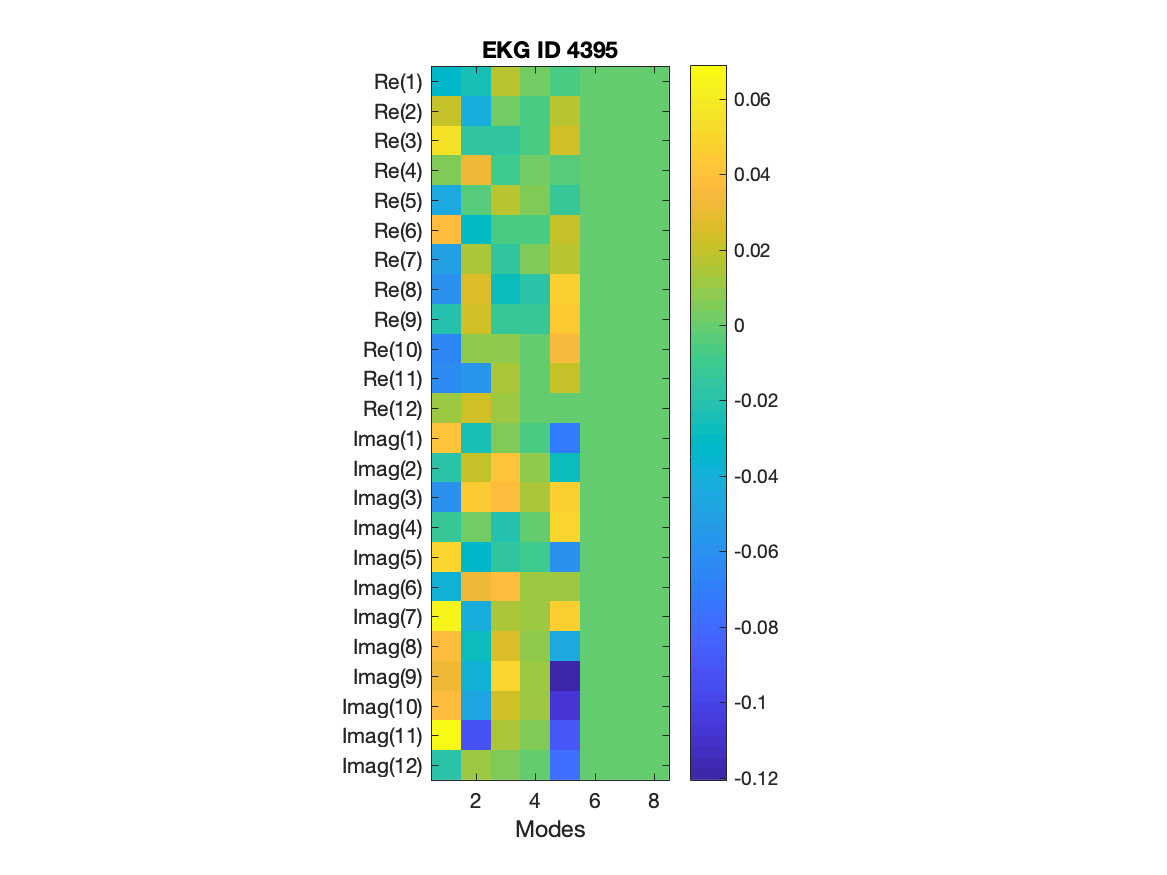 EKG ID 4395
Re(1)
Re(2)
Re(3)
Re(4)
Re(5)
Re(6)
Re(7)
Re(8)
Re(9)
Re(10)
Re(11)
Re(12)
Imag(1)
Imag(2)
Imag(3)
Imag(4)
Imag(5)
Imag(6)
Imag(7)
Imag(8)
Imag(9)
Imag(10)
Imag(11)
Imag(12)
2 4 6 8
Modes
0.06
0.04
0.02
0
-0.02
-0.04
-0.06
-0.08
-0.1
-0.12